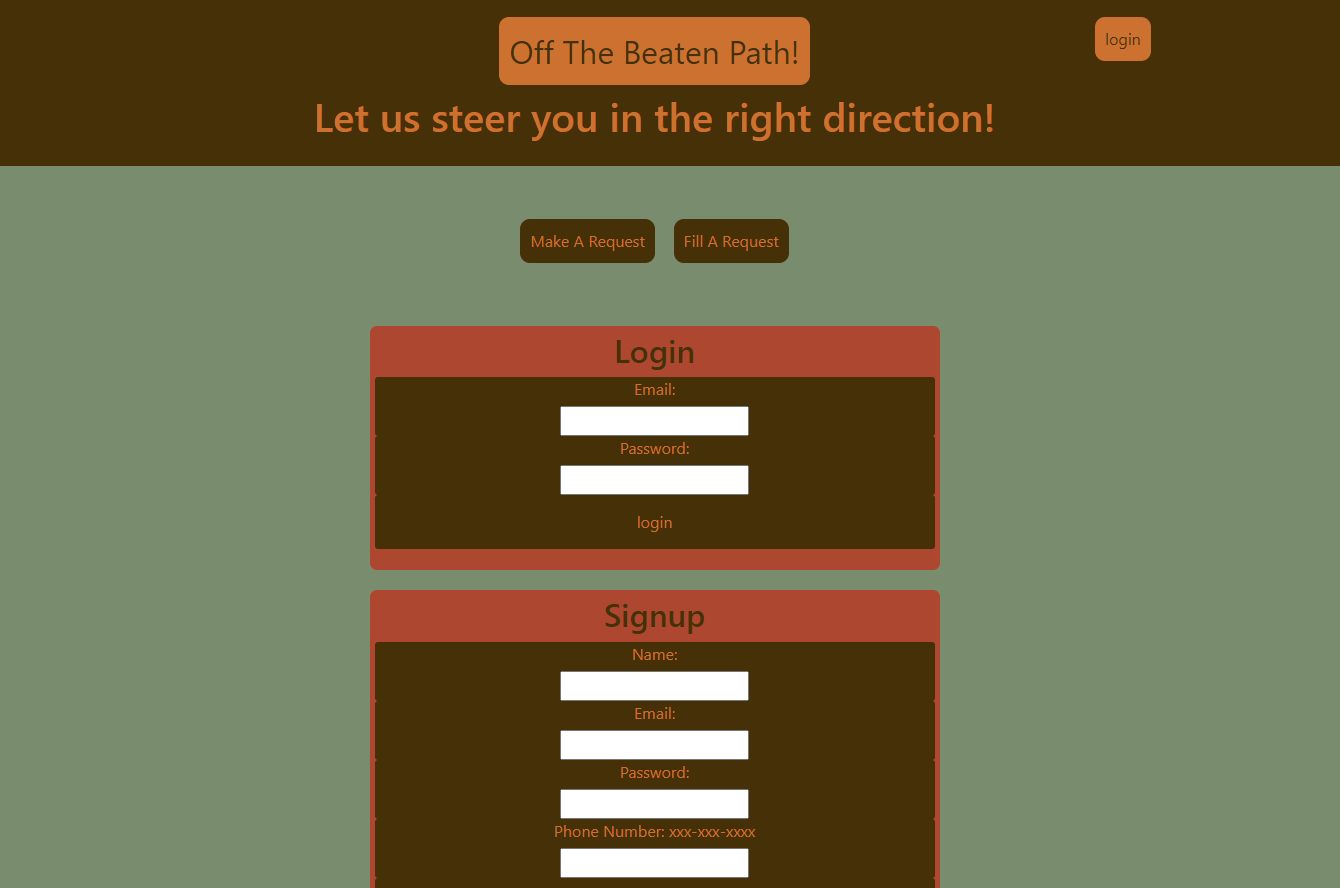 Off The Beaten Path!
login
Let us steer you in the right direction!
Make A Request
Fill A Request
Login
Email:
Password:
login
Signup
Name:
Email:
Password:
Phone Number: xxx-xxx-xxxx